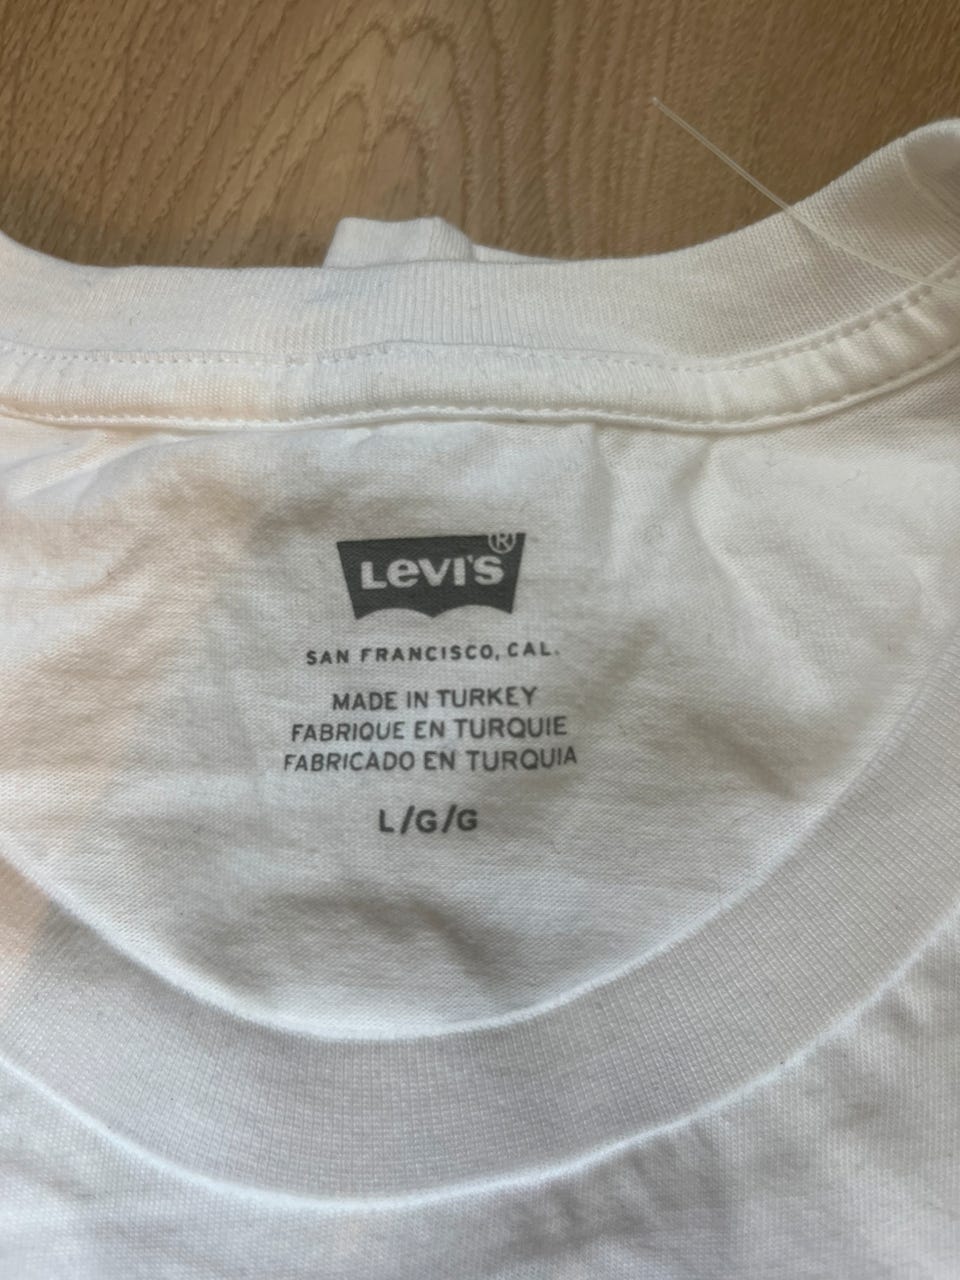 Levi's®
SAN FRANCISCO, CAL.
MADE IN TURKEY
FABRIQUE EN TURQUIE
FABRICADO EN TURQUIA
L/G/G